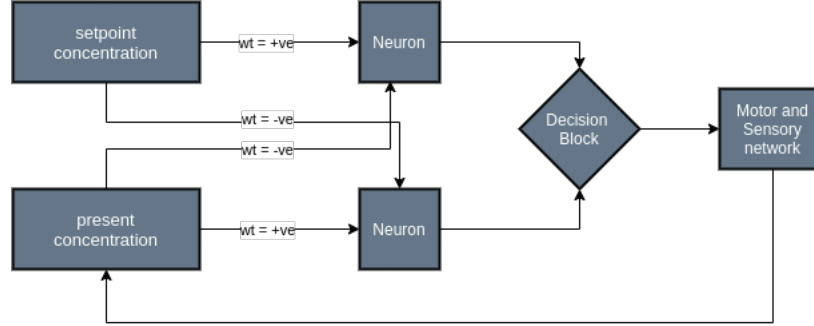 setpoint
concentration
wt = +ve
Neuron
wt = -ve
wt = -ve
Decision
Block
Motor and
Sensory
network
present
concentration
wt = +ve
Neuron